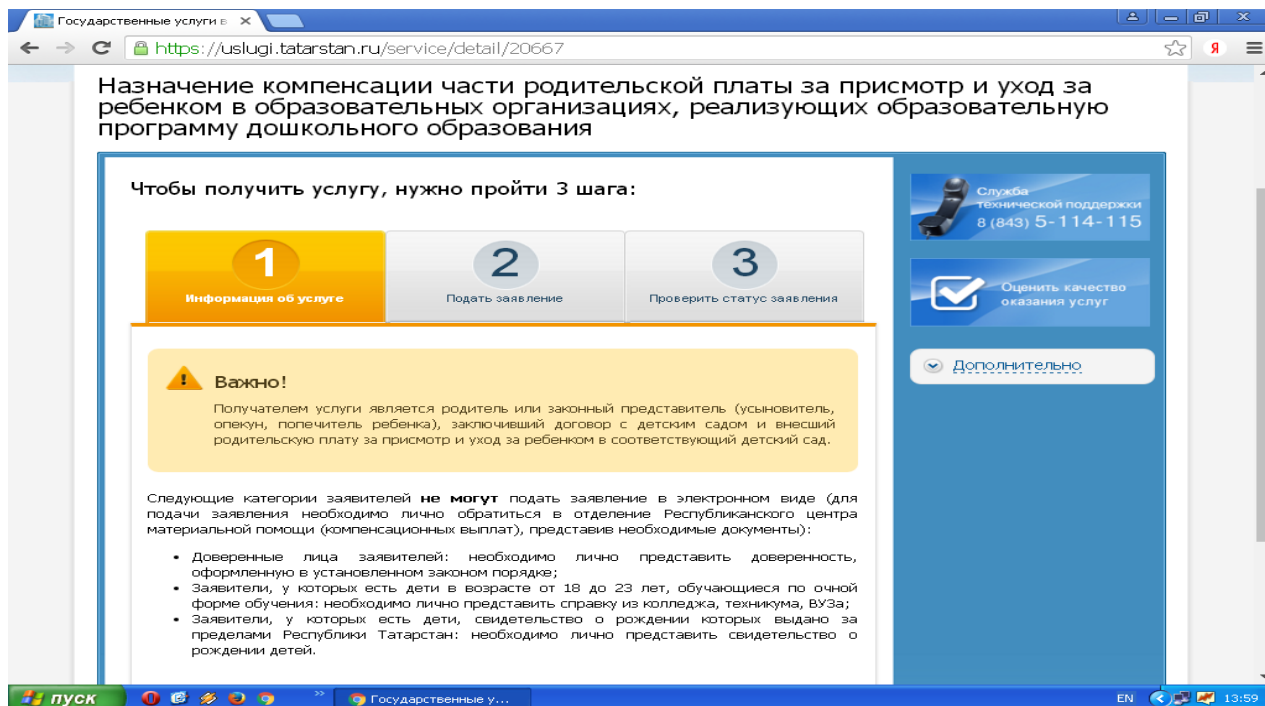 Государственные услуги в
https://uslugi.tatarstan.ru/service/detail/20667
Я
Назначение компенсации части родительской платы за присмотр и уход за
ребенком в образовательных организациях, реализующих образовательную
программу дошкольного образования
Чтобы получить услугу, нужно пройти 3 шага:
1
Информация об услуге
2
Подать заявление
3
Проверить статус заявления
Служба
технической поддержки
8 (843) 5-114-115
Оценить качество
оказания услуг
Дополнительно
Важно!
Получателем услуги является родитель или законный представитель (усыновитель,
опекун, попечитель ребенка), заключивший договор с детским садом и внесший
родительскую плату за присмотр и уход за ребенком в соответствующий детский сад.
Следующие категории заявителей не могут подать заявление в электронном виде (для
подачи заявления необходимо лично обратиться в отделение Республиканского центра
материальной помощи (компенсационных выплат), представив необходимые документы):
• Доверенные лица заявителей: необходимо лично представить доверенность,
оформленную в установленном законом порядке;
• Заявители, у которых есть дети в возрасте от 18 до 23 лет, обучающиеся по очной
форме обучения: необходимо лично представить справку из колледжа, техникума, ВУЗа;
• Заявители, у которых есть дети, свидетельство о рождении которых выдано за
пределами Республики Татарстан: необходимо лично представить свидетельство о
рождении детей.
пуск
Государственные у...
EN
13:59